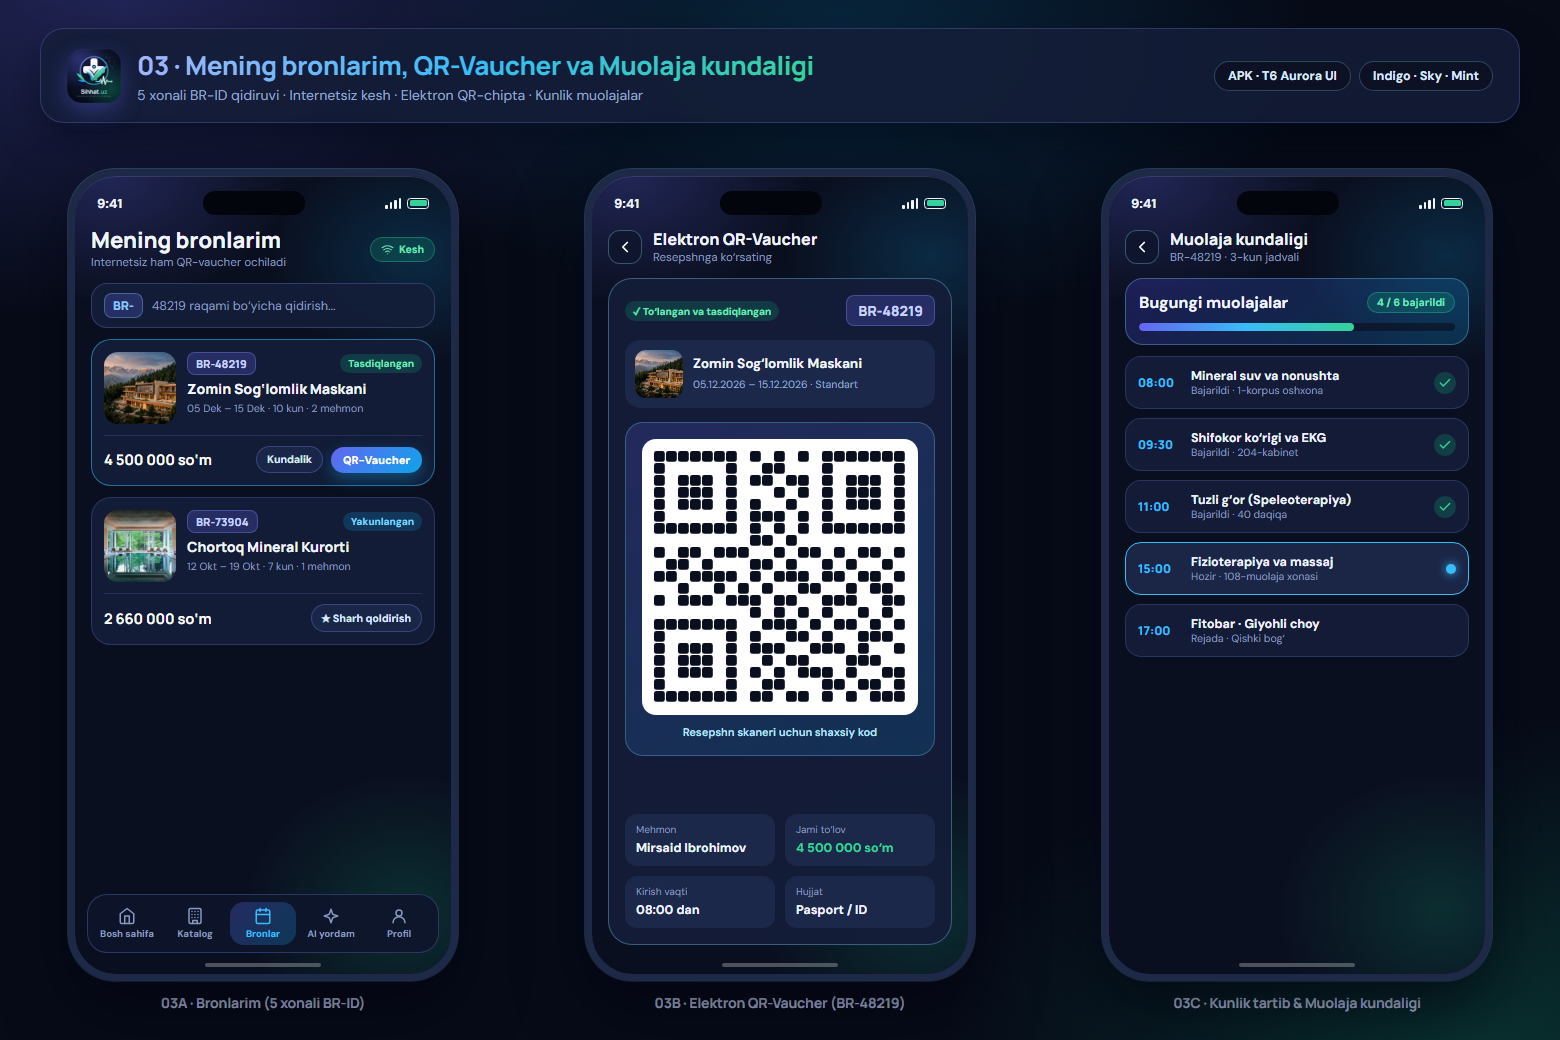 Sihhat.uz
03 · Mening bronlarim, QR-Vaucher va Muolaja kundaligi
5 xonali BR-ID qidiruvi · Internetsiz kesh · Elektron QR-chipta · Kunlik muolajalar
APK · T6 Aurora UI
Indigo · Sky · Mint
9:41
Mening bronlarim
Internetsiz ham QR-vaucher ochiladi
Kesh
BR-
48219 raqami bo‘yicha qidirish...
BR-48219
Tasdiqlangan
Zomin Sog‘lomlik Maskani
05 Dek – 15 Dek · 10 kun · 2 mehmon
4 500 000 so‘m
Kundalik
QR-Vaucher
BR-73904
Yakunlangan
Chortoq Mineral Kurorti
12 Okt – 19 Okt · 7 kun · 1 mehmon
2 660 000 so‘m
★ Sharh qoldirish
Bosh sahifa
Katalog
Bronlar
AI yordam
Profil
03A · Bronlarim (5 xonali BR-ID)
9:41
Elektron QR-Vaucher
Resepshnga ko‘rsating
✓ To‘langan va tasdiqlangan
BR-48219
Zomin Sog‘lomlik Maskani
05.12.2026 – 15.12.2026 · Standart
Resepshn skaneri uchun shaxsiy kod
Mehmon
Mirsaid Ibrohimov
Jami to‘lov
4 500 000 so‘m
Kirish vaqti
08:00 dan
Hujjat
Pasport / ID
03B · Elektron QR-Vaucher (BR-48219)
9:41
Muolaja kundaligi
BR-48219 · 3-kun jadvali
Bugungi muolajalar
4 / 6 bajarildi
08:00
Mineral suv va nonushta
Bajarildi · 1-korpus oshxona
09:30
Shifokor ko‘rigi va EKG
Bajarildi · 204-kabinet
11:00
Tuzli g‘or (Speleoterapiya)
Bajarildi · 40 daqiqa
15:00
Fizioterapiya va massaj
Hozir · 108-muolaja xonasi
17:00
Fitobar · Giyohli choy
Rejada · Qishki bog‘
03C · Kunlik tartib & Muolaja kundaligi